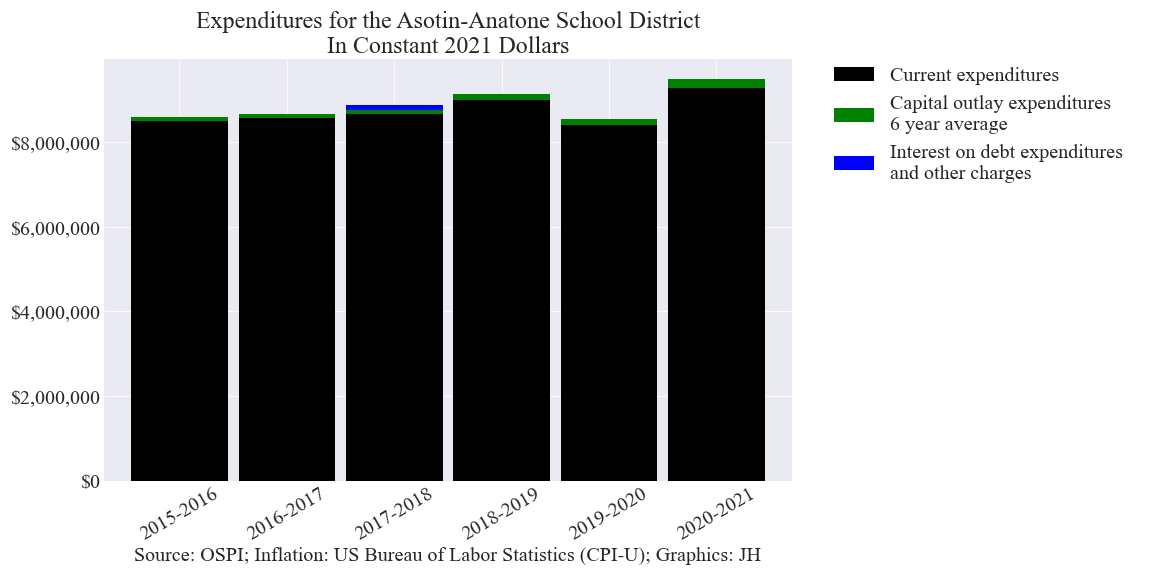 Expenditures for the Asotin-Anatone School District
In Constant 2021 Dollars
Current expenditures
Capital outlay expenditures
6 year average
Interest on debt expenditures
and other charges
$8,000,000
$6,000,000
$4,000,000
$2,000,000
$0
2015-2016
2016-2017
2017-2018
2018-2019
2019-2020
2020-2021
Source: OSPI; Inflation: US Bureau of Labor Statistics (CPI-U); Graphics: JH